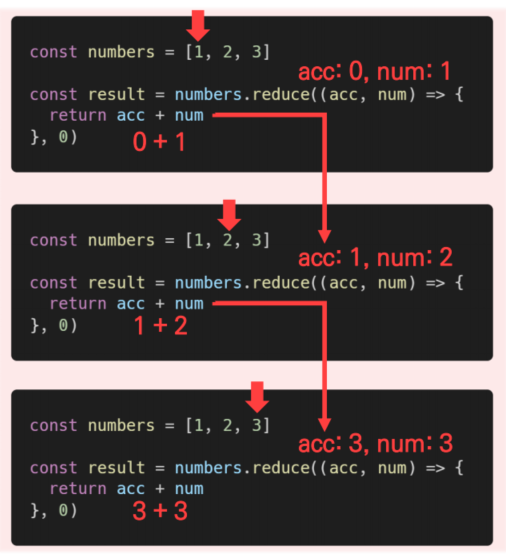 const numbers = [1, 2, 3]
acc: 0, num: 1
const result = numbers.reduce((acc, num) => {
return acc + num
}, 0)
0 + 1
const numbers = [1, 2, 3]
acc: 1, num: 2
const result = numbers.reduce((acc, num) => {
return acc + num
}, 0)
1 + 2
const numbers = [1, 2, 3]
acc: 3, num: 3
const result = numbers.reduce((acc, num) => {
return acc + num
}, 0)
3 + 3